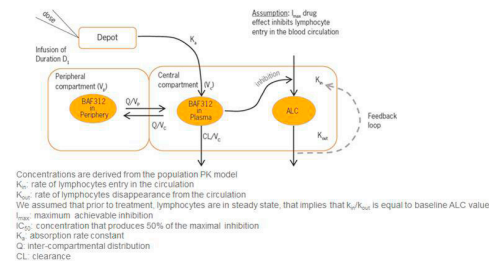 dose
Depot
Assumption: Imax drug
effect inhibits lymphocyte
entry in the blood circulation
Ka
Infusion of
Duration D2
Peripheral
compartment (Vp)
Central
compartment (Vc)
inhibition
Kin
BAF312
in
Periphery
Q/Vp
Q/Vc
BAF312
in
Plasma
ALC
CL/Vc
Kout
Feedback
loop
Concentrations are derived from the population PK model
Kin: rate of lymphocytes entry in the circulation
Kout: rate of lymphocytes disappearance from the circulation
We assumed that prior to treatment, lymphocytes are in steady state, that implies that kin/kout is equal to baseline ALC value
Imax: maximum achievable inhibition
IC50: concentration that produces 50% of the maximal inhibition
Ka: absorption rate constant
Q: inter-compartmental distribution
CL: clearance